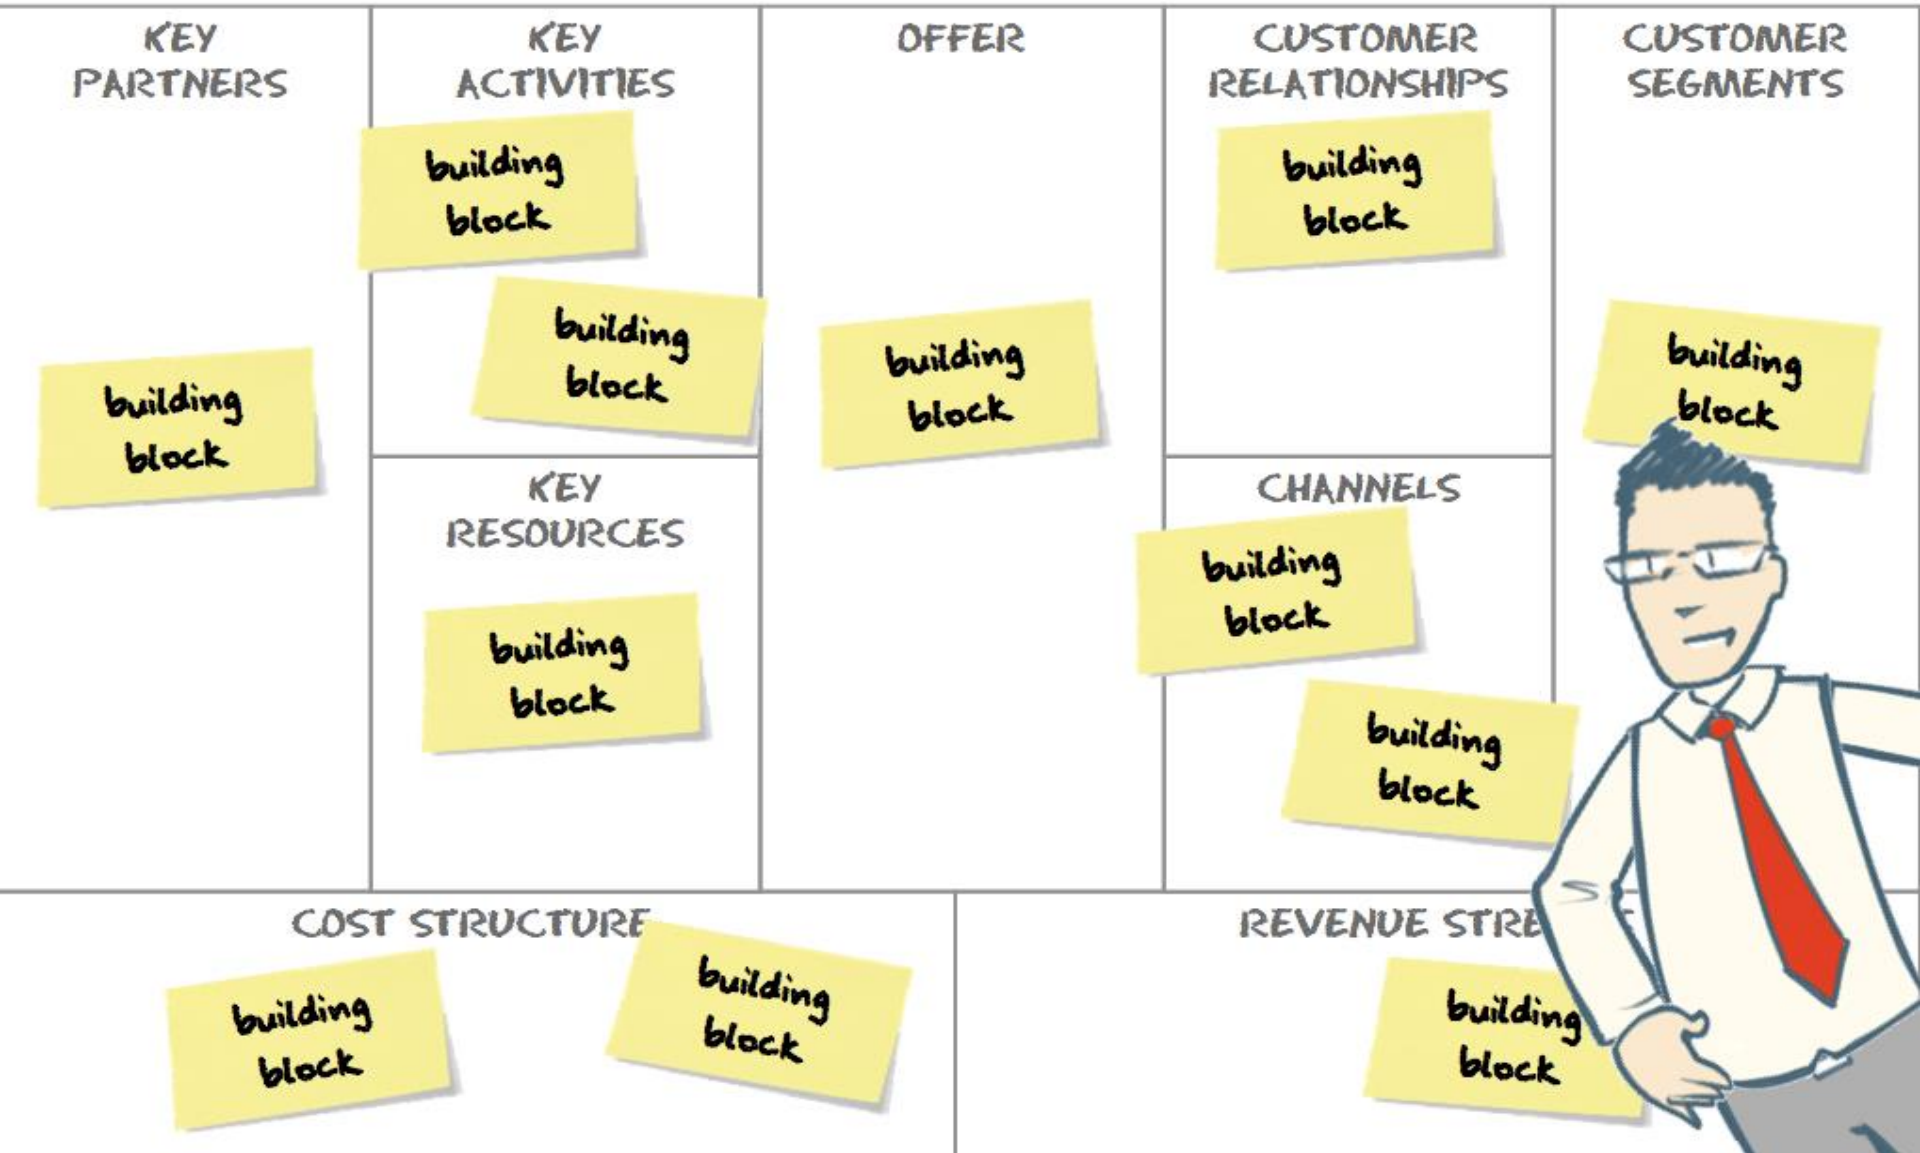 KEY
PARTNERS
building
block
KEY
ACTIVITIES
building
block
building
block
KEY
RESOURCES
building
block
OFFER
building
block
CUSTOMER
RELATIONSHIPS
building
block
CHANNELS
building
block
building
block
CUSTOMER
SEGMENTS
building
block
COST STRUCTURE
building
block
building
block
REVENUE
building
block